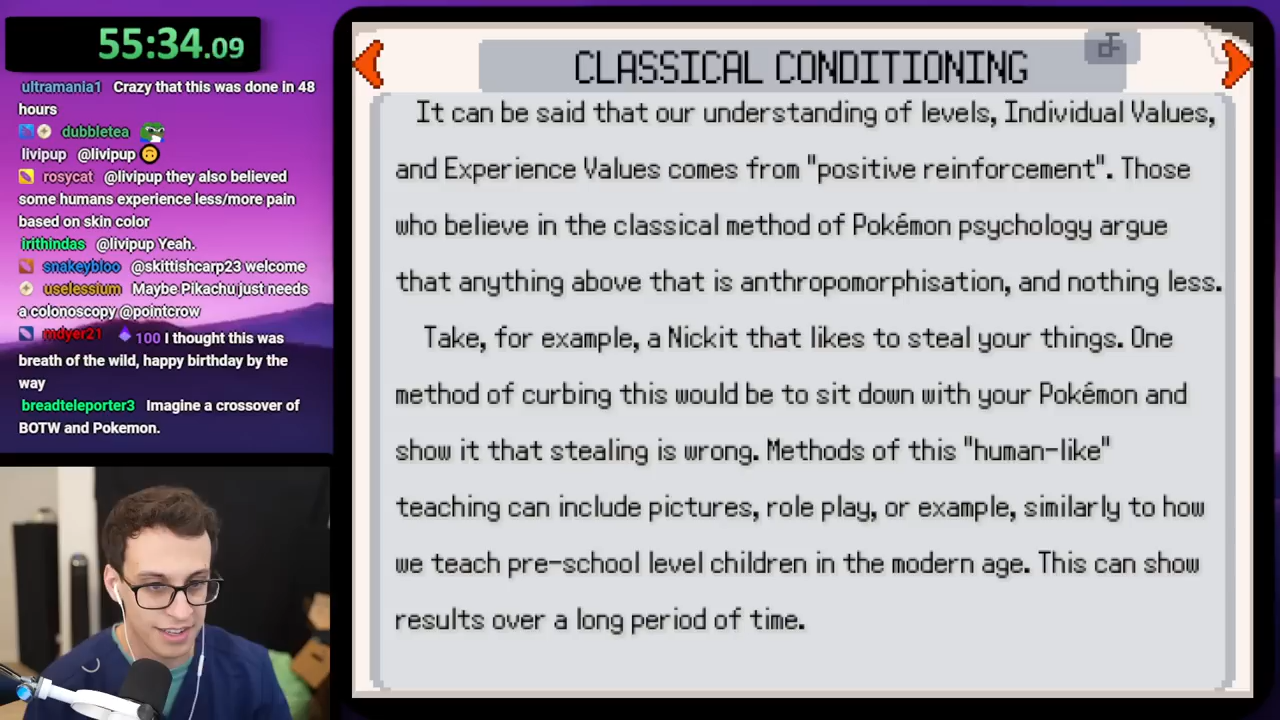 55:34.09
ultramania1 Crazy that this was done in 48
hours
dubbletea
livipup @livipup
rosycat @livipup they also believed
some humans experience less/more pain
based on skin color
irithindas @livipup Yeah.
snakeybloo @skittishcarp23 welcome
uselessium Maybe Pikachu just needs
a colonoscopy @pointcrow
mdyer21 100 I thought this was
breath of the wild, happy birthday by the
way
breadteleporter3 Imagine a crossover of
BOTW and Pokemon.
CLASSICAL CONDITIONING
It can be said that our understanding of levels, Individual Values,
and Experience Values comes from "positive reinforcement". Those
who believe in the classical method of Pokémon psychology argue
that anything above that is anthropomorphisation, and nothing less.
Take, for example, a Nickit that likes to steal your things. One
method of curbing this would be to sit down with your Pokémon and
show it that stealing is wrong. Methods of this "human-like"
teaching can include pictures, role play, or example, similarly to how
we teach pre-school level children in the modern age. This can show
results over a long period of time.